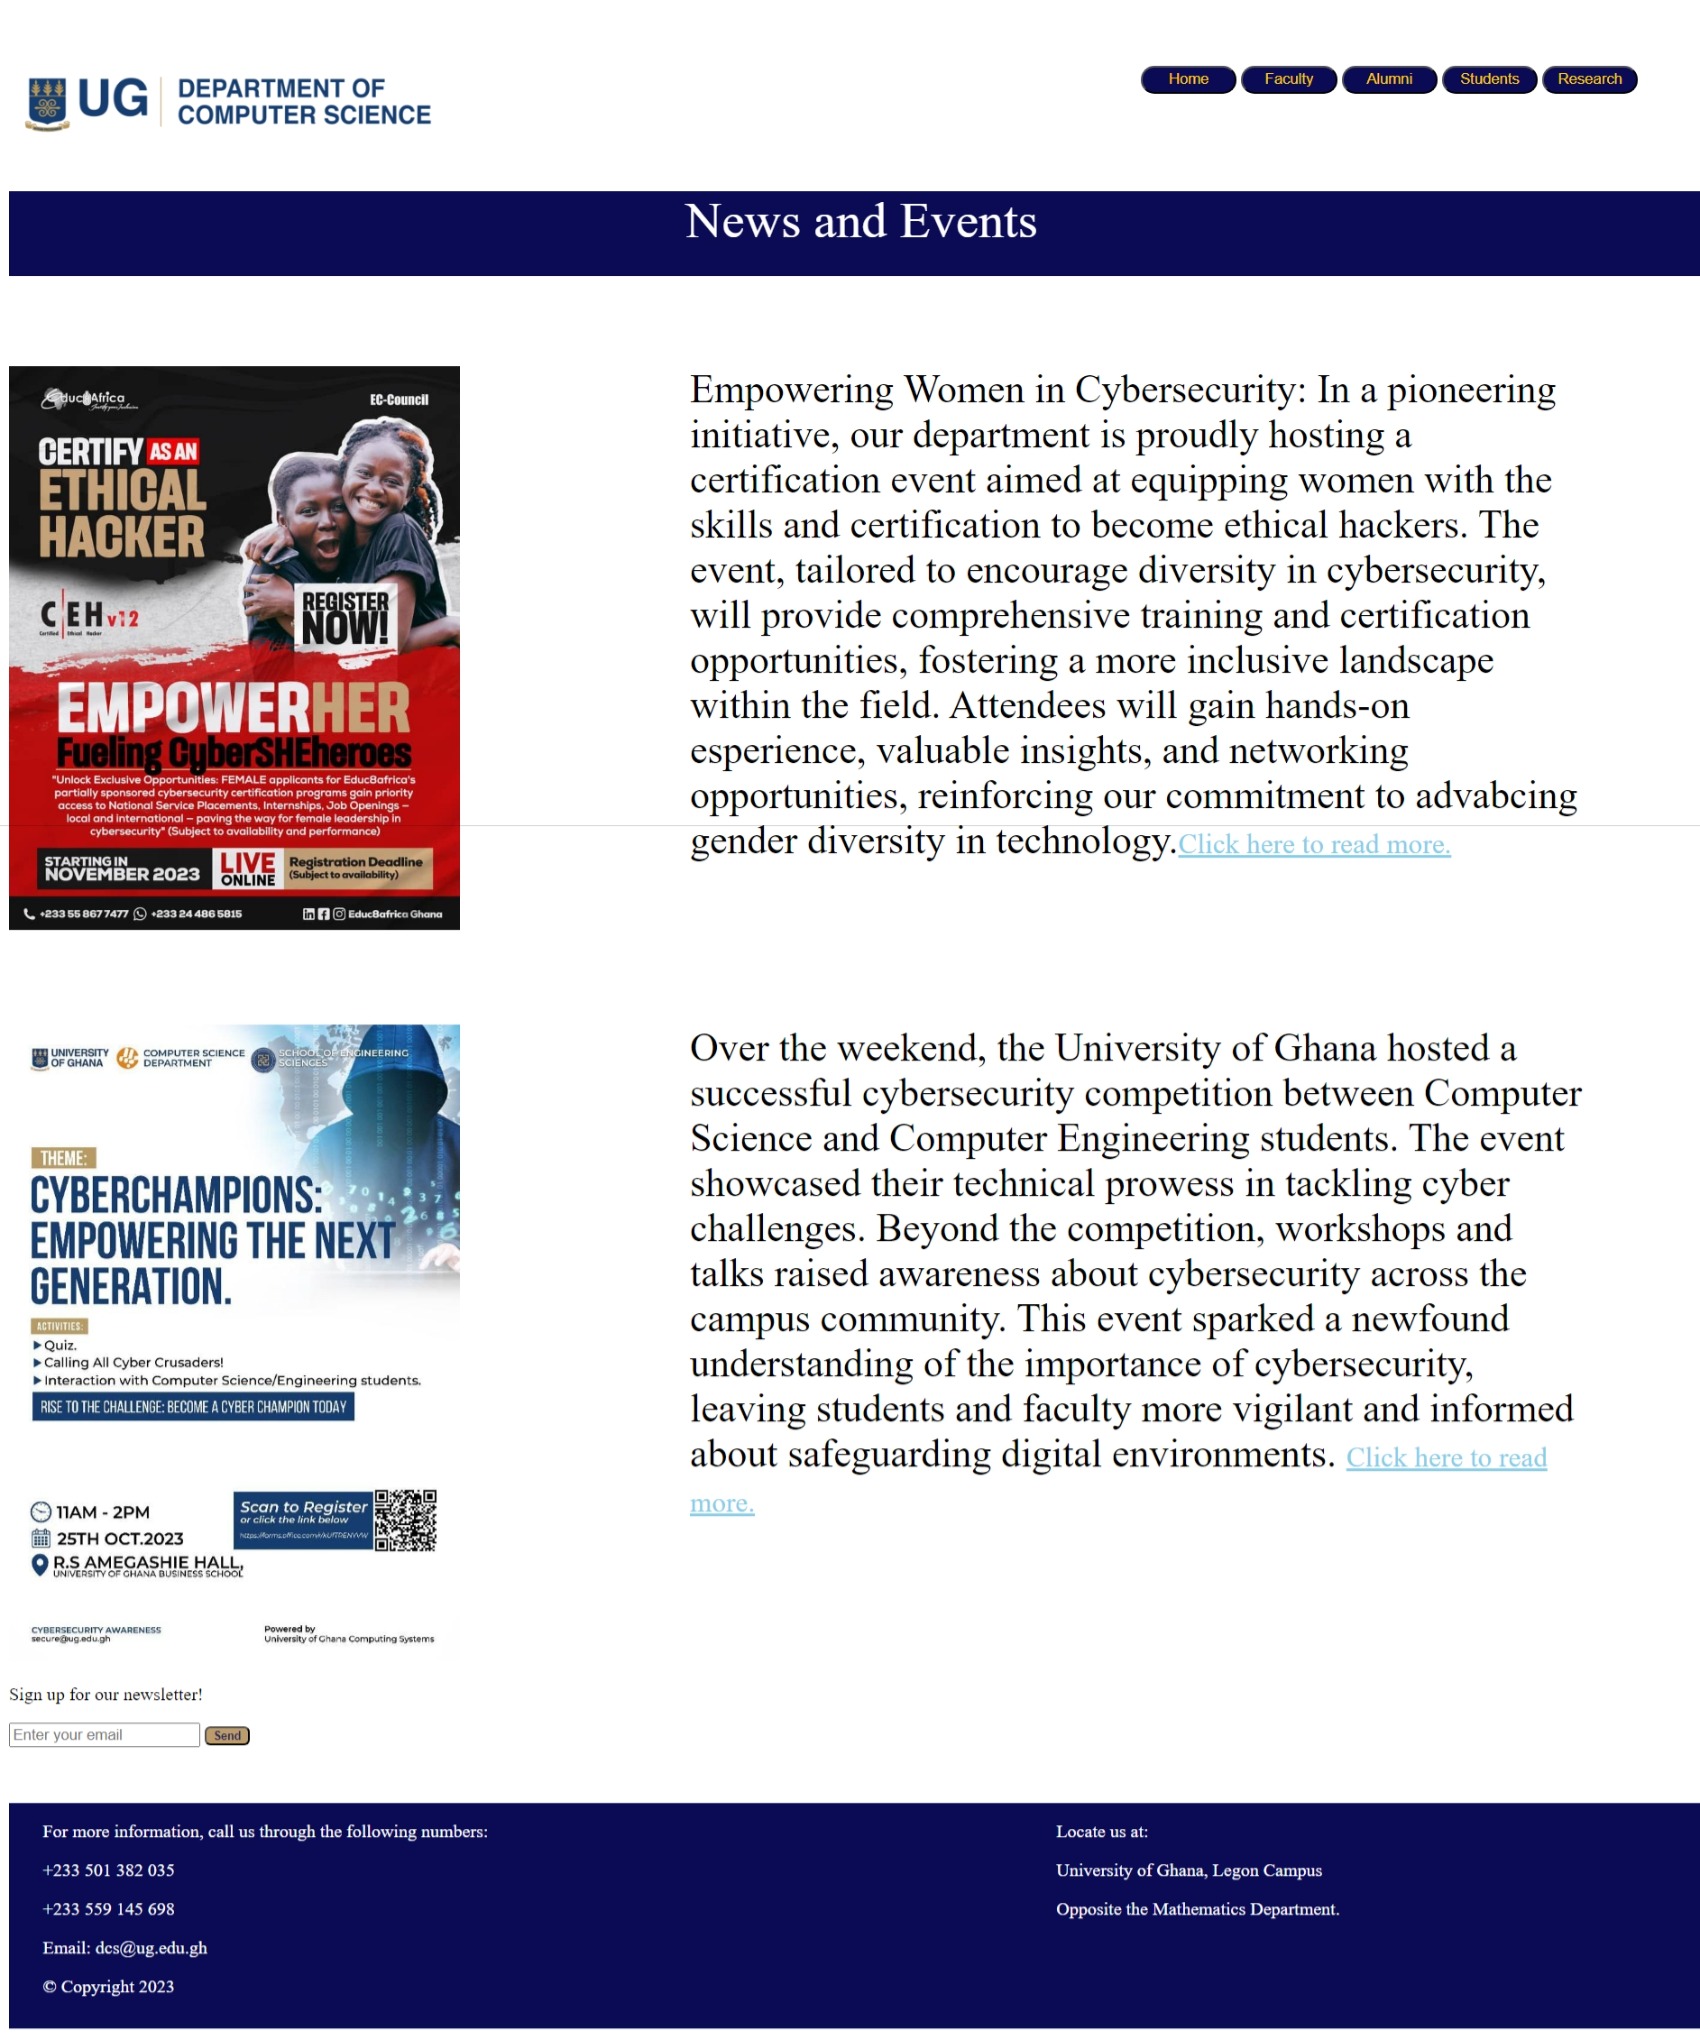 UG
DEPARTMENT OF
COMPUTER SCIENCE
Home
Faculty
Alumni
Students
Research
News and Events
Educ8Africa
EC-Council
CERTIFY AS AN
ETHICAL
HACKER
C|EH v12
Certified Ethical Hacker
REGISTER
NOW!
EMPOWERHER
Fueling CyberSHEheroes
"Unlock Exclusive Opportunities: FEMALE applicants for Educ8africa's
partially sponsored cybersecurity certification programs gain priority
access to National Service Placements, Internships, Job Openings –
local and international – paving the way for female leadership in
cybersecurity" (Subject to availability and performance)
STARTING IN
NOVEMBER 2023
LIVE
ONLINE
Registration Deadline
(Subject to availability)
+233 55 867 7477
+233 24 486 5815
Educ8africa Ghana
Empowering Women in Cybersecurity: In a pioneering
initiative, our department is proudly hosting a
certification event aimed at equipping women with the
skills and certification to become ethical hackers. The
event, tailored to encourage diversity in cybersecurity,
will provide comprehensive training and certification
opportunities, fostering a more inclusive landscape
within the field. Attendees will gain hands-on
esperience, valuable insights, and networking
opportunities, reinforcing our commitment to advabcing
gender diversity in technology.Click here to read more.
UNIVERSITY
OF GHANA
COMPUTER SCIENCE
DEPARTMENT
SCHOOL OF ENGINEERING
SCIENCES
THEME:
CYBERCHAMPIONS:
EMPOWERING THE NEXT
GENERATION.
ACTIVITIES:
Quiz.
Calling All Cyber Crusaders!
Interaction with Computer Science/Engineering students.
RISE TO THE CHALLENGE: BECOME A CYBER CHAMPION TODAY
11AM - 2PM
25TH OCT.2023
R.S AMEGASHIE HALL,
UNIVERSITY OF GHANA BUSINESS SCHOOL
Scan to Register
or click the link below
CYBERSECURITY AWARENESS
secure@ug.edu.gh
Powered by
University of Ghana Computing Systems
Over the weekend, the University of Ghana hosted a
successful cybersecurity competition between Computer
Science and Computer Engineering students. The event
showcased their technical prowess in tackling cyber
challenges. Beyond the competition, workshops and
talks raised awareness about cybersecurity across the
campus community. This event sparked a newfound
understanding of the importance of cybersecurity,
leaving students and faculty more vigilant and informed
about safeguarding digital environments. Click here to read
more.
Sign up for our newsletter!
Enter your email
Send
For more information, call us through the following numbers:
+233 501 382 035
+233 559 145 698
Email: dcs@ug.edu.gh
© Copyright 2023
Locate us at:
University of Ghana, Legon Campus
Opposite the Mathematics Department.